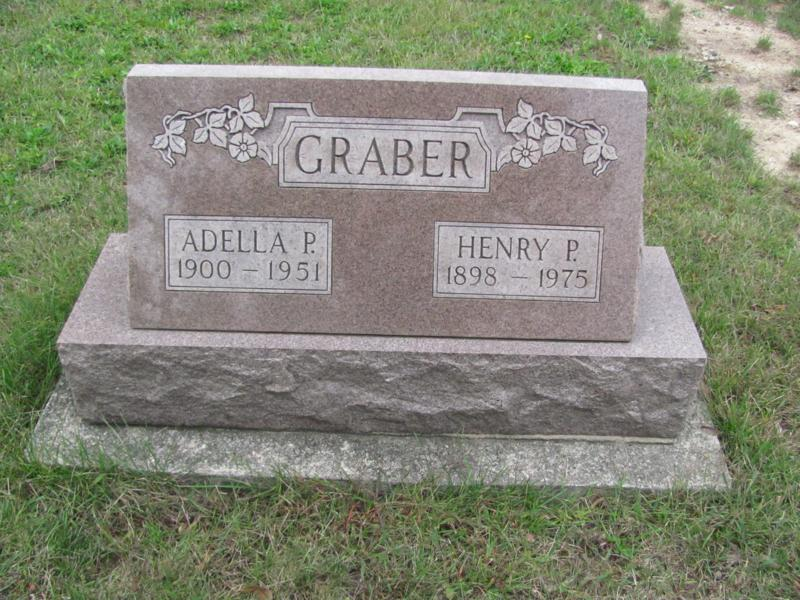 GRABER
ADELLA P.
1900 – 1951
HENRY P.
1898 – 1975